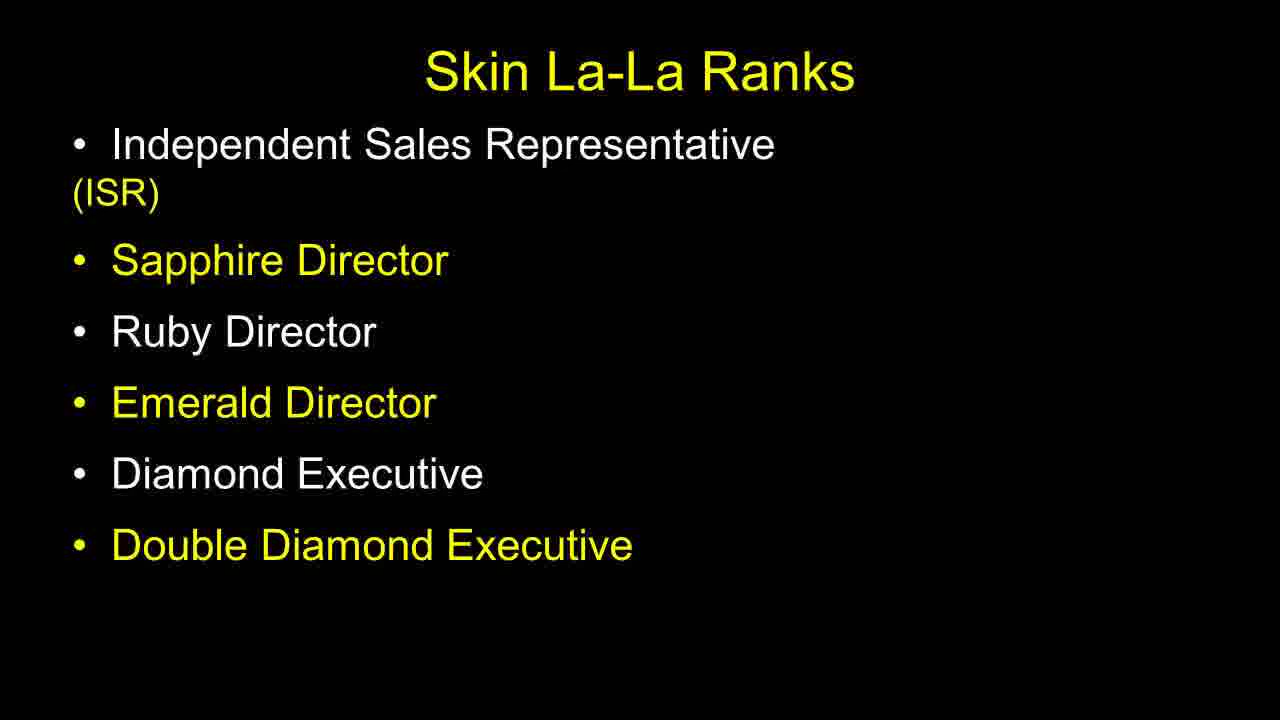 Skin La-La Ranks
• Independent Sales Representative
(ISR)
• Sapphire Director
• Ruby Director
• Emerald Director
• Diamond Executive
• Double Diamond Executive